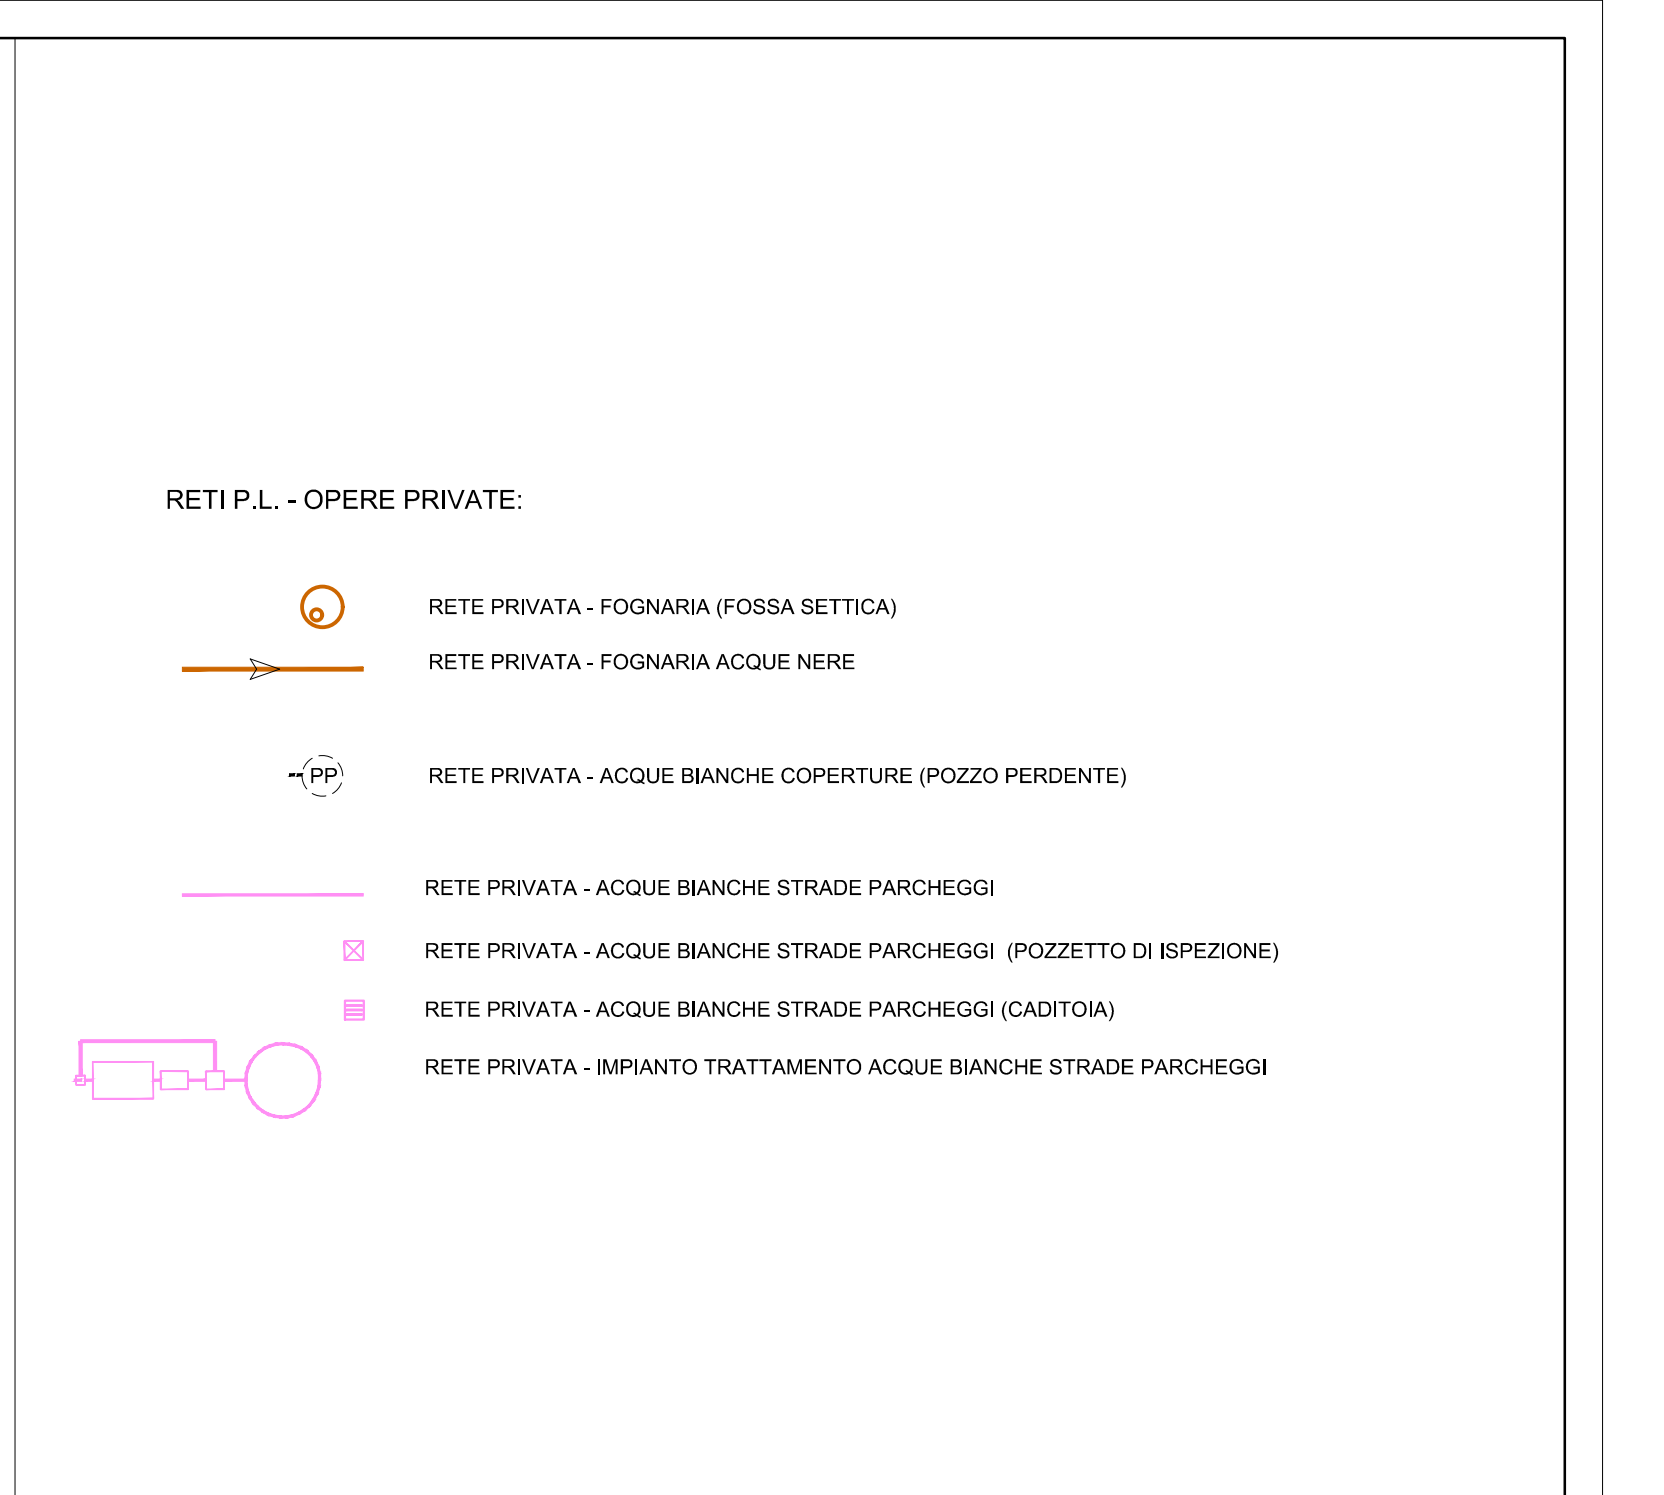 RETI P.L. - OPERE PRIVATE:
RETE PRIVATA - FOGNARIA (FOSSA SETTICA)
RETE PRIVATA - FOGNARIA ACQUE NERE
PP
RETE PRIVATA - ACQUE BIANCHE COPERTURE (POZZO PERDENTE)
RETE PRIVATA - ACQUE BIANCHE STRADE PARCHEGGI
RETE PRIVATA - ACQUE BIANCHE STRADE PARCHEGGI (POZZETTO DI ISPEZIONE)
RETE PRIVATA - ACQUE BIANCHE STRADE PARCHEGGI (CADITOIA)
RETE PRIVATA - IMPIANTO TRATTAMENTO ACQUE BIANCHE STRADE PARCHEGGI